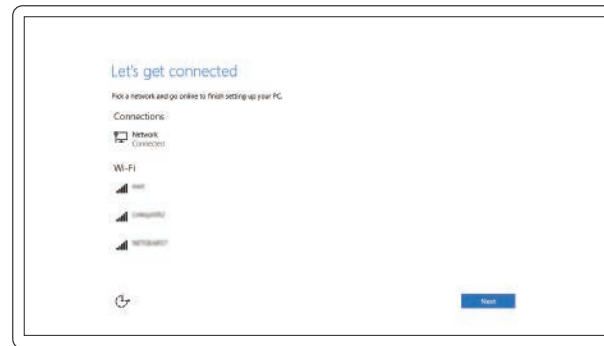 Let's get connected
Pick a network and go online to finish setting up your PC.
Connections
Network
Connected
Wi-Fi
Next